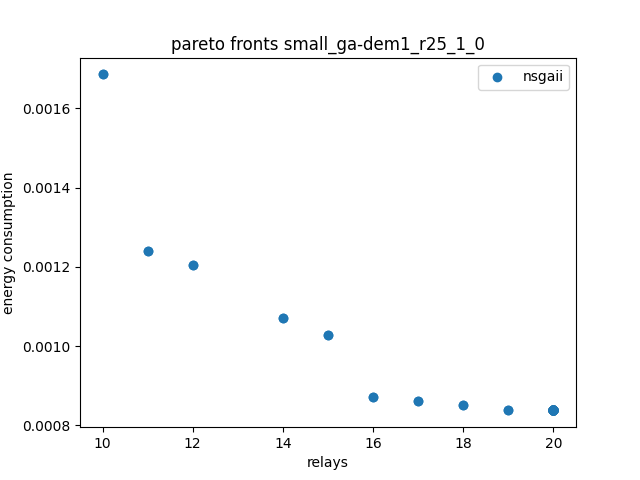 pareto fronts small_ga-dem1_r25_1_0
nsgaii
0.0016
0.0014
0.0012
0.0010
0.0008
energy consumption
10 12 14 16 18 20
relays